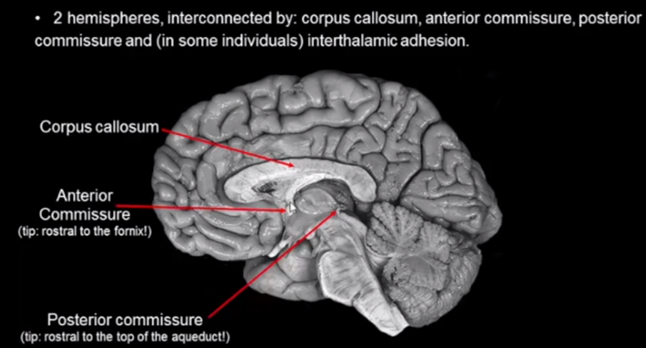 • 2 hemispheres, interconnected by: corpus callosum, anterior commissure, posterior
commissure and (in some individuals) interthalamic adhesion.
Corpus callosum
Anterior
Commissure
(tip: rostral to the fornix!)
Posterior commissure
(tip: rostral to the top of the aqueduct!)